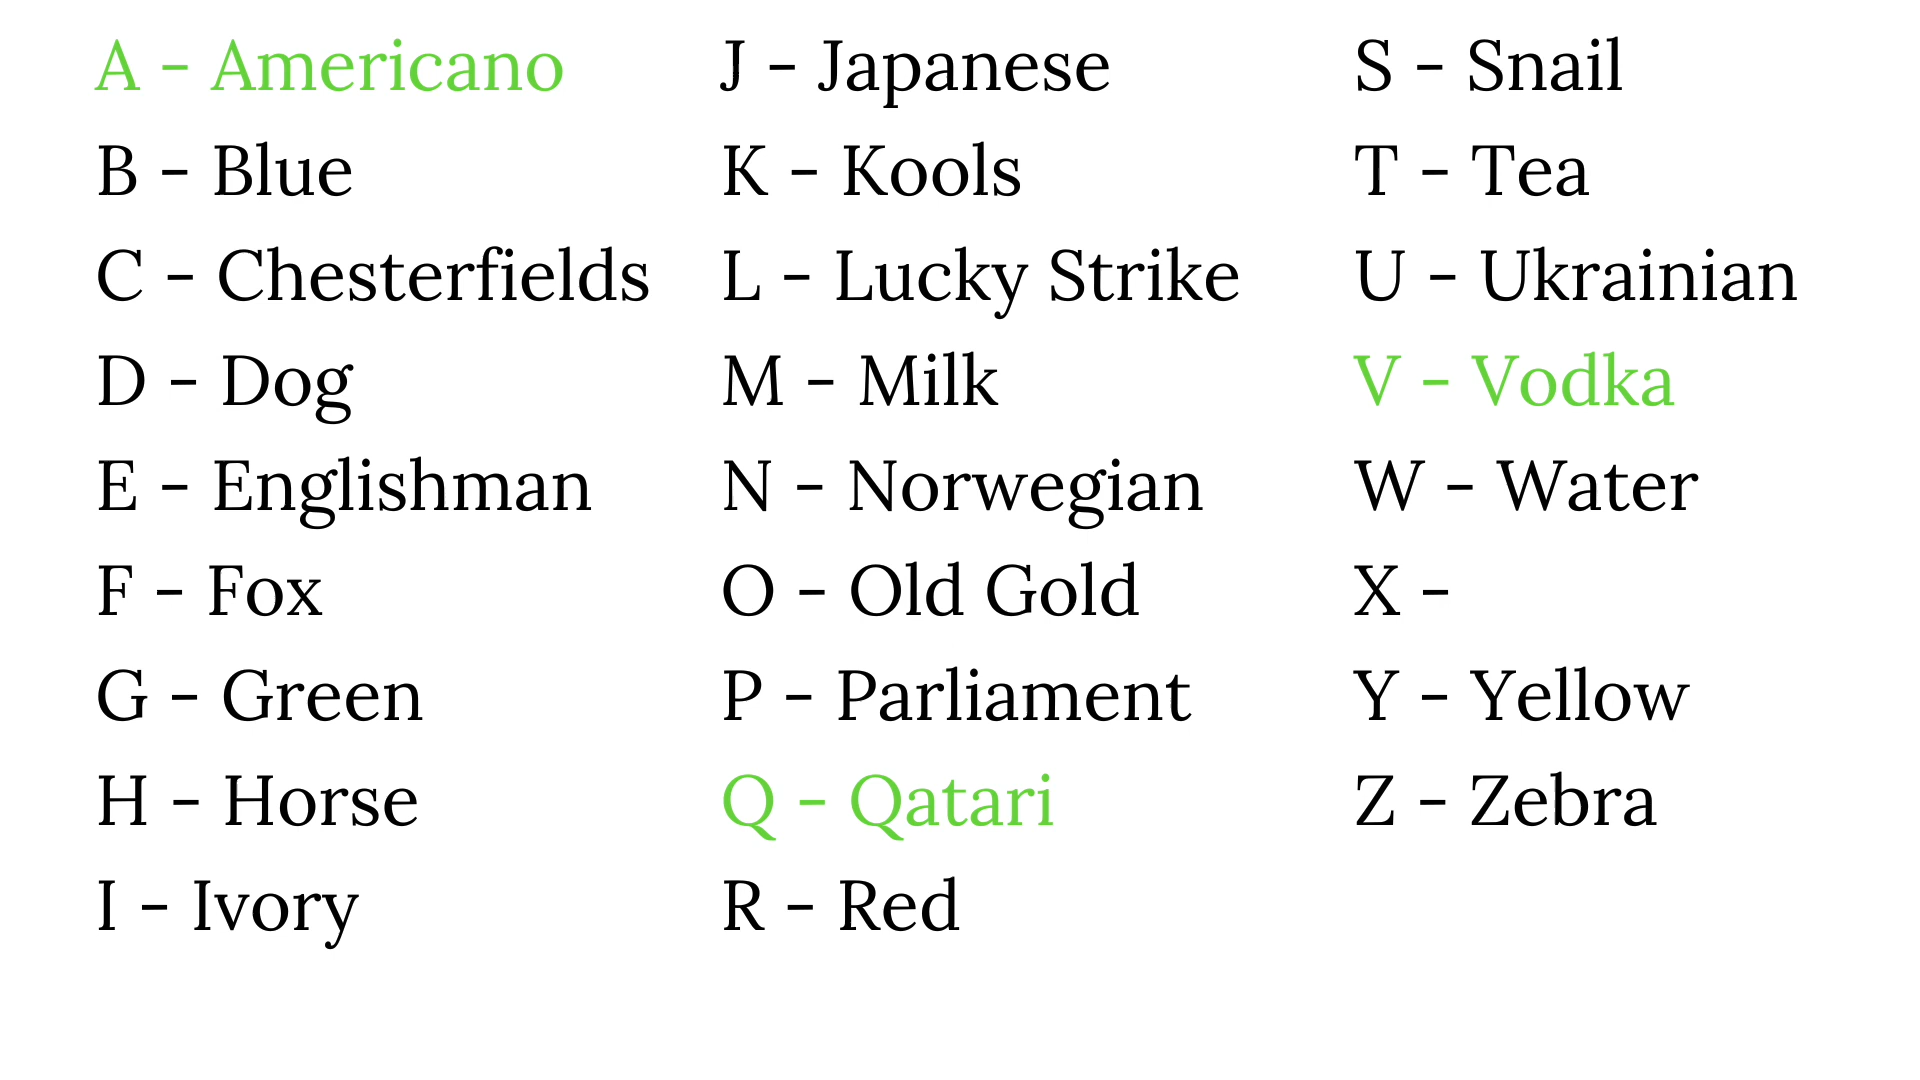 A - Americano
B - Blue
C - Chesterfields
D - Dog
E - Englishman
F - Fox
G - Green
H - Horse
I - Ivory
J - Japanese
K - Kools
L - Lucky Strike
M - Milk
N - Norwegian
O - Old Gold
P - Parliament
Q - Qatari
R - Red
S - Snail
T - Tea
U - Ukrainian
V - Vodka
W - Water
X -
Y - Yellow
Z - Zebra